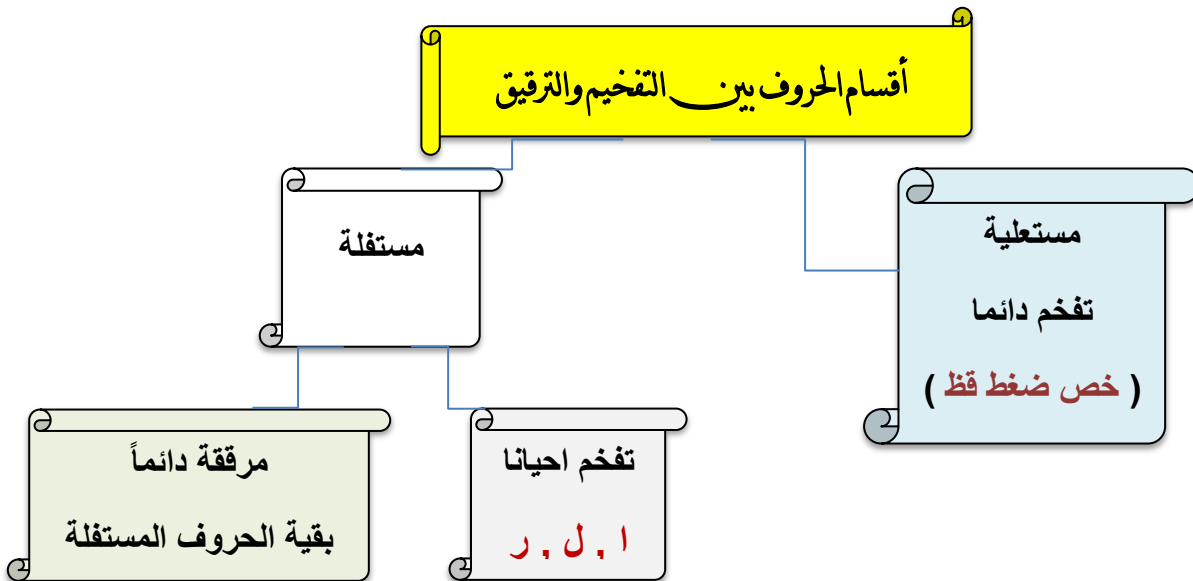 أقسام الحروف بين التفخيم والترقيق
مستعلية
تفخم دائما
( خص ضغط قظ )
مستفلة
تفخم احيانا
ا , ل , ر
مرققة دائماً
بقية الحروف المستفلة